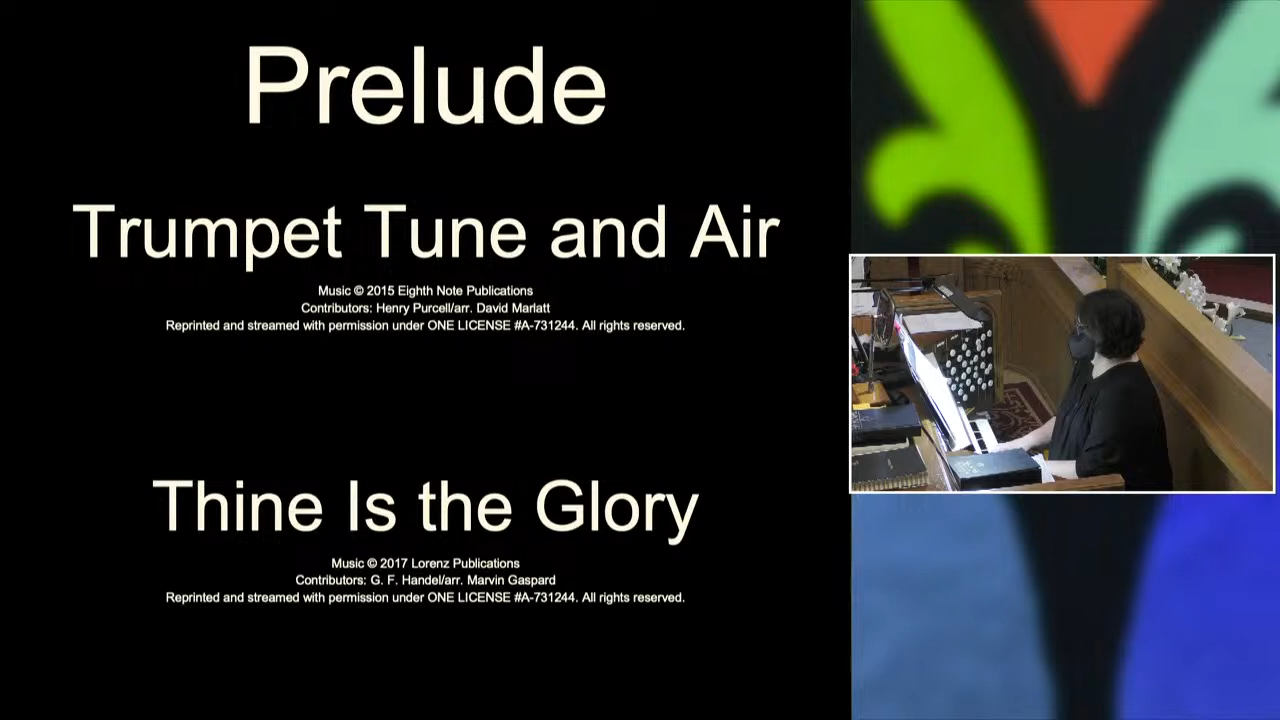 Prelude
Trumpet Tune and Air
Music © 2015 Eighth Note Publications
Contributors: Henry Purcell/arr. David Marlatt
Reprinted and streamed with permission under ONE LICENSE #A-731244. All rights reserved.
Thine Is the Glory
Music © 2017 Lorenz Publications
Contributors: G. F. Handel/arr. Marvin Gaspard
Reprinted and streamed with permission under ONE LICENSE #A-731244. All rights reserved.